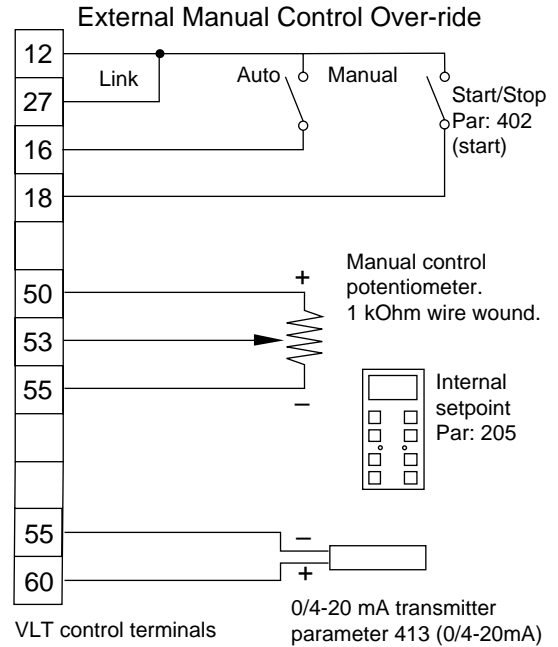 External Manual Control Over-ride
12
Link
Auto
Manual
27
Start/Stop
Par: 402
(start)
16
18
50
+
Manual control
potentiometer.
1 kOhm wire wound.
53
55
–
Internal
setpoint
Par: 205
55
–
60
+
0/4-20 mA transmitter
parameter 413 (0/4-20mA)
VLT control terminals